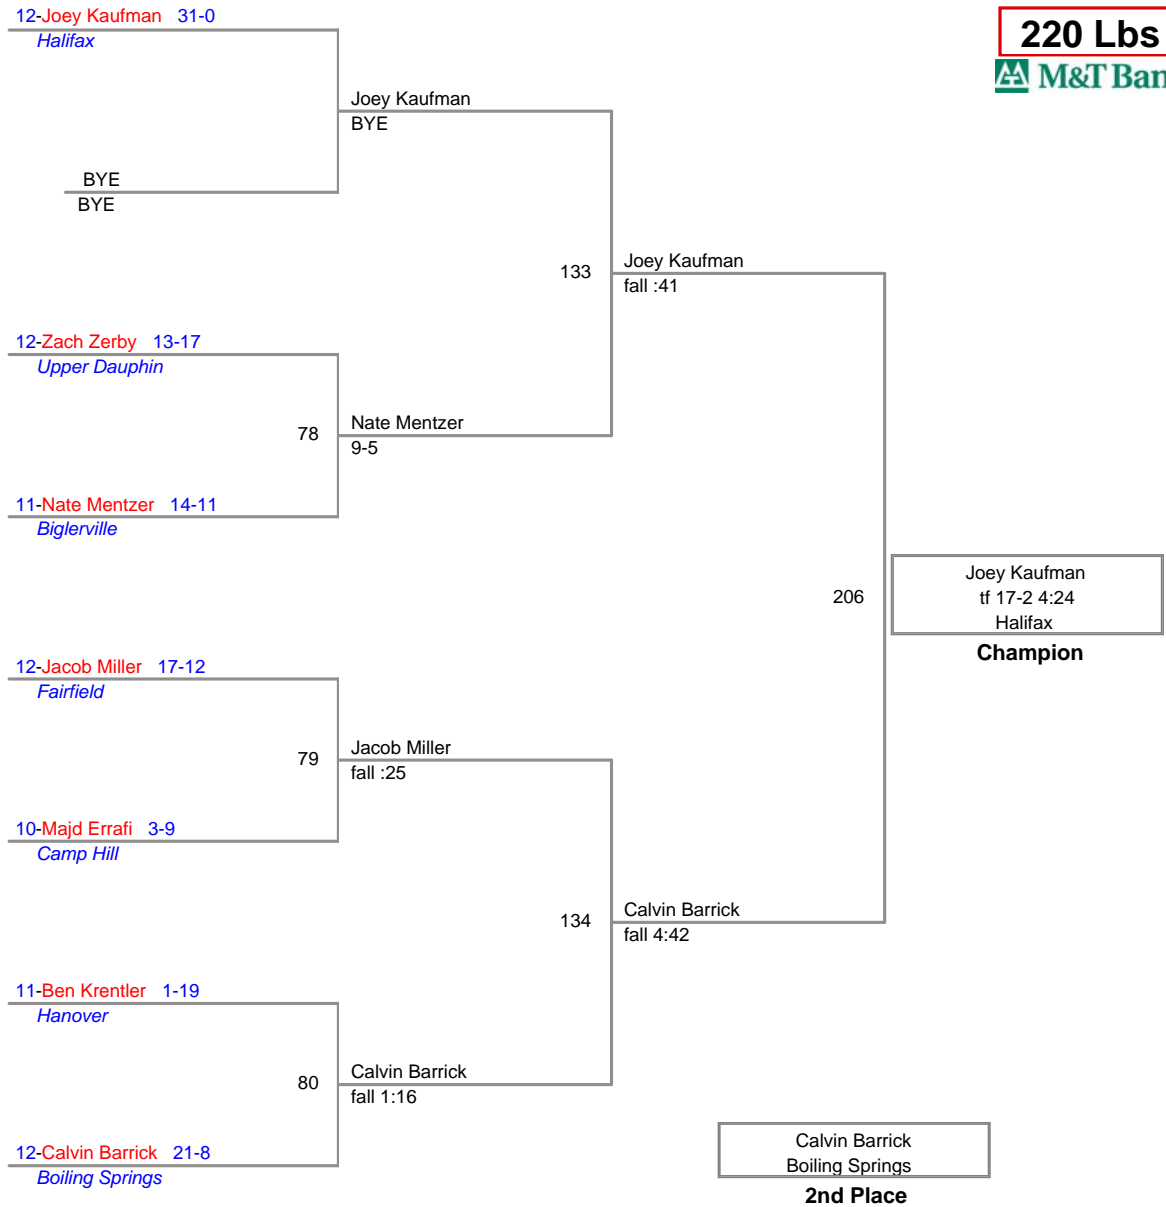 12-Joey Kaufman 31-0
Halifax
220 Lbs
M&T Ban
Joey Kaufman
BYE
BYE
BYE
133
Joey Kaufman
fall :41
12-Zach Zerby 13-17
Upper Dauphin
78
Nate Mentzer
9-5
11-Nate Mentzer 14-11
Biglerville
206
Joey Kaufman
tf 17-2 4:24
Halifax
Champion
12-Jacob Miller 17-12
Fairfield
79
Jacob Miller
fall :25
10-Majd Errafi 3-9
Camp Hill
134
Calvin Barrick
fall 4:42
11-Ben Krentler 1-19
Hanover
80
Calvin Barrick
fall 1:16
12-Calvin Barrick 21-8
Boiling Springs
Calvin Barrick
Boiling Springs
2nd Place